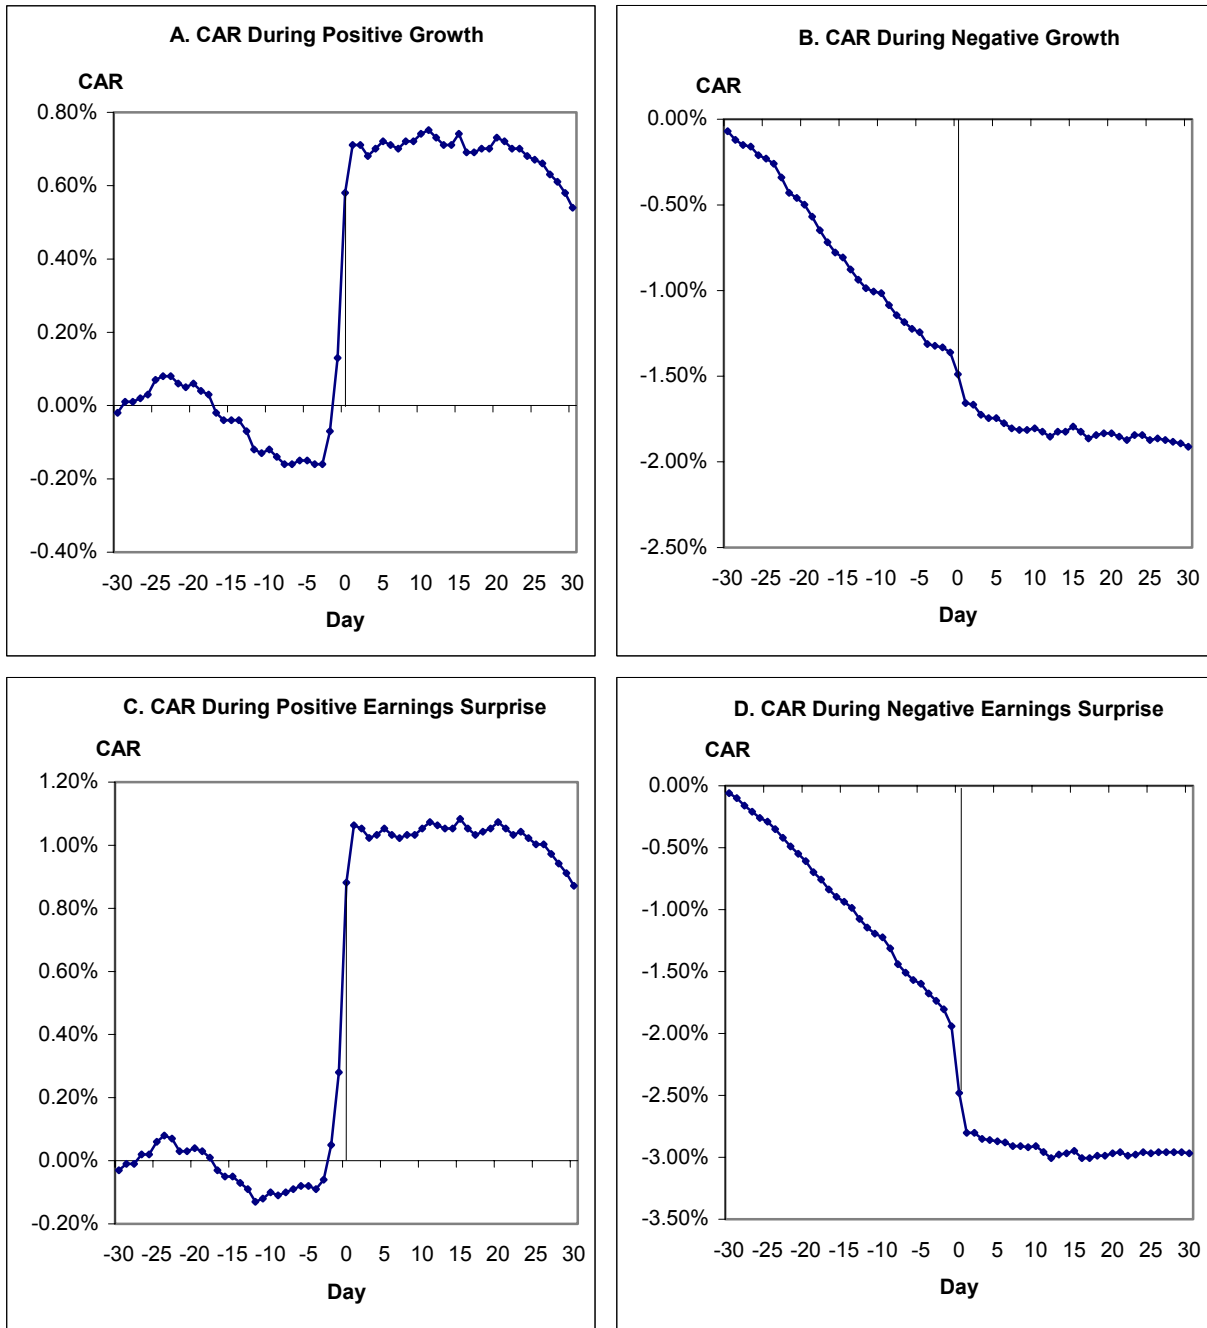 A. CAR During Positive Growth
CAR
0.80%
0.60%
0.40%
0.20%
0.00%
-0.20%
-0.40%
-30 -25 -20 -15 -10 -5 0 5 10 15 20 25 30
Day
B. CAR During Negative Growth
CAR
0.00%
-0.50%
-1.00%
-1.50%
-2.00%
-2.50%
-30 -25 -20 -15 -10 -5 0 5 10 15 20 25 30
Day
C. CAR During Positive Earnings Surprise
CAR
1.20%
1.00%
0.80%
0.60%
0.40%
0.20%
0.00%
-0.20%
-30 -25 -20 -15 -10 -5 0 5 10 15 20 25 30
Day
D. CAR During Negative Earnings Surprise
CAR
0.00%
-0.50%
-1.00%
-1.50%
-2.00%
-2.50%
-3.00%
-3.50%
-30 -25 -20 -15 -10 -5 0 5 10 15 20 25 30
Day